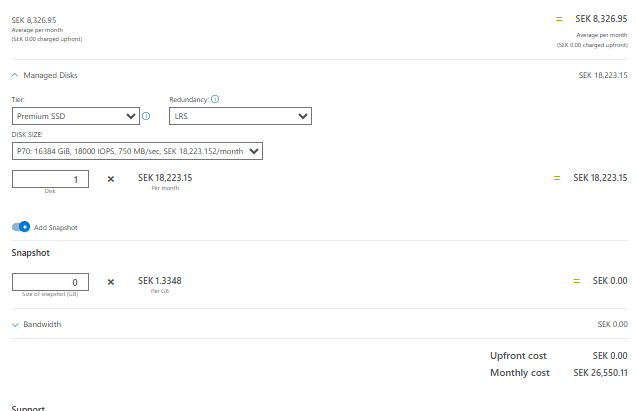 SEK 8,326.95 = SEK 8,326.95
Average per month Average per month
(SEK 0.00 charged upfront) (SEK 0.00 charged upfront)
Managed Disks SEK 18,223.15
Tier: Redundancy:
Premium SSD LRS
DISK SIZE:
P70: 16384 GiB, 18000 IOPS, 750 MB/sec, SEK 18,223.152/month
1 × SEK 18,223.15 = SEK 18,223.15
Disk Per month
Add Snapshot
Snapshot
0 × SEK 1.3348 = SEK 0.00
Size of snapshot (GB) Per GB
Bandwidth SEK 0.00
Upfront cost SEK 0.00
Monthly cost SEK 26,550.11
Support